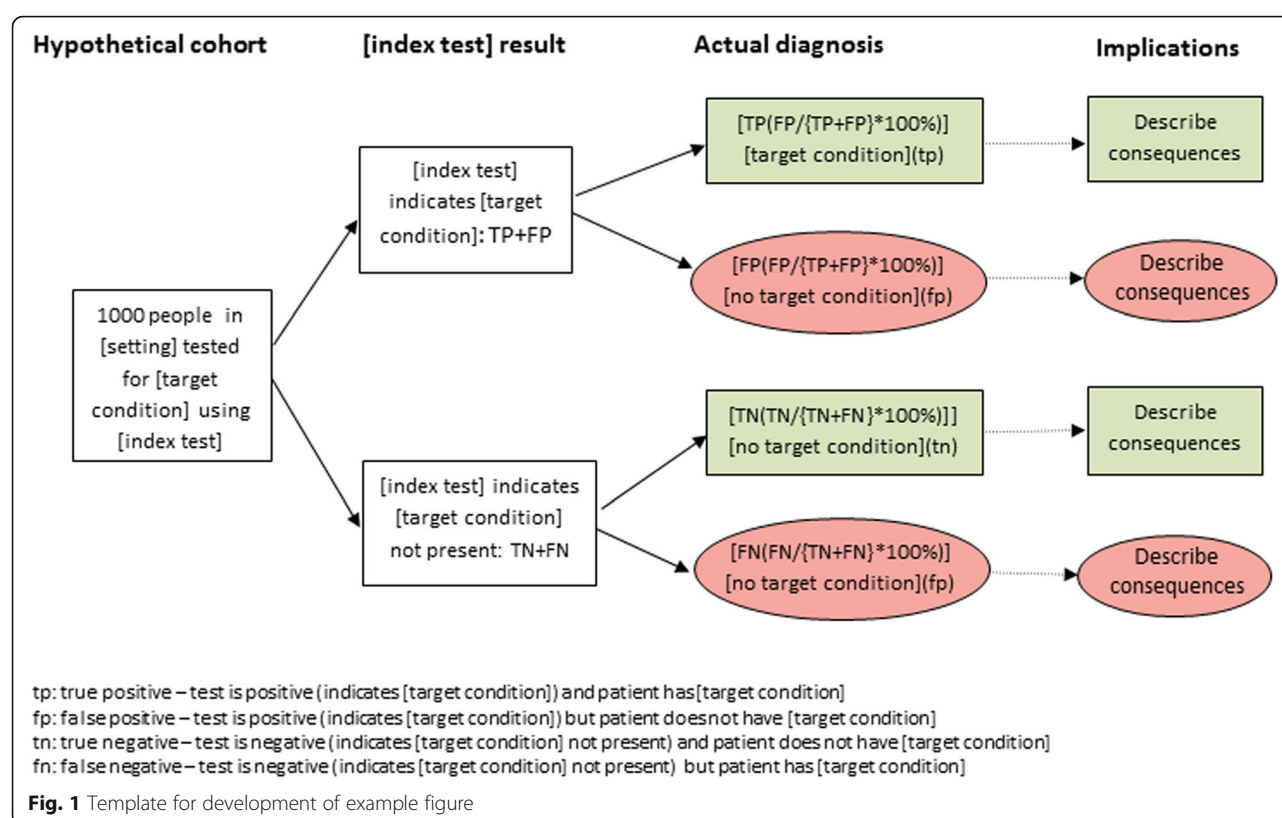 Hypothetical cohort
[index test] result
Actual diagnosis
Implications
1000 people in
[setting] tested
for [target
condition] using
[index test]
[index test]
indicates [target
condition]: TP+FP
[index test] indicates
[target condition]
not present: TN+FN
[TP(FP/{TP+FP}*100%)]
[target condition](tp)
Describe
consequences
[FP(FP/{TP+FP}*100%)]
[no target condition](fp)
Describe
consequences
[TN(TN/{TN+FN}*100%)]]
[no target condition](tn)
Describe
consequences
[FN(FN/{TN+FN}*100%)]
[no target condition](fp)
Describe
consequences
tp: true positive – test is positive (indicates [target condition]) and patient has [target condition]
fp: false positive – test is positive (indicates [target condition]) but patient does not have [target condition]
tn: true negative – test is negative (indicates [target condition] not present) and patient does not have [target condition]
fn: false negative – test is negative (indicates [target condition] not present) but patient has [target condition]
Fig. 1 Template for development of example figure